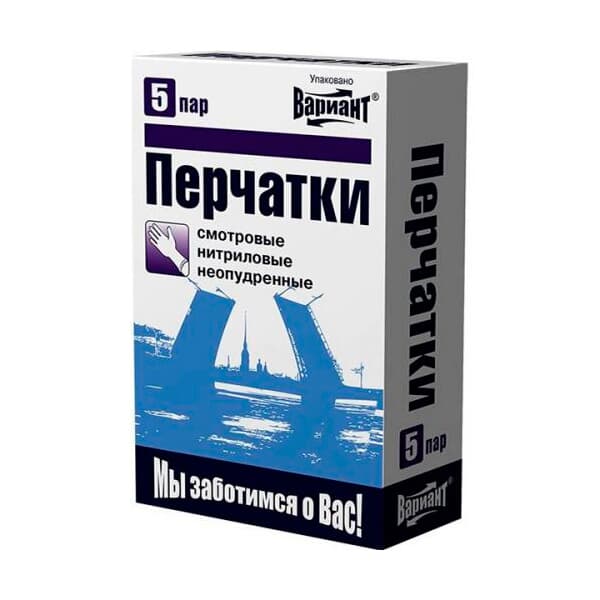 5 пар
Упаковано
Вариант®
Перчатки
смотровые
нитриловые
неопудренные
Мы заботимся о Вас!
Перчатки
5 пар
Вариант